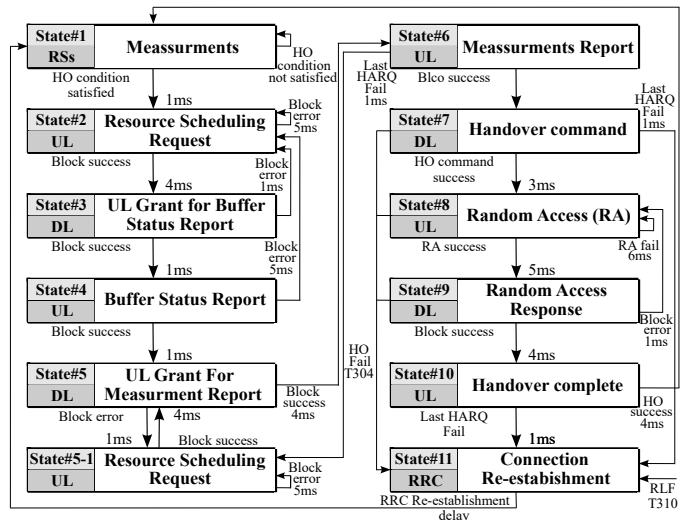 State#1
RSs
Meassurments
HO
condition
not satisfied
HO condition
satisfied
1ms
State#2
UL
Resource Scheduling
Request
Block
error
5ms
Block success
4ms
Block
error
1ms
State#3
DL
UL Grant for Buffer
Status Report
Block success
1ms
Block
error
5ms
State#4
UL
Buffer Status Report
Block success
1ms
State#5
DL
UL Grant For
Measurment Report
Block
success
4ms
Block error
1ms
4ms
Block success
State#5-1
UL
Resource Scheduling
Request
Block
error
5ms
State#6
UL
Meassurments Report
Last
HARQ
Fail
1ms
Blco success
State#7
DL
Handover command
Last
HARQ
Fail
1ms
HO command
success
3ms
State#8
UL
Random Access (RA)
RA success
RA fail
6ms
5ms
State#9
DL
Random Access
Response
Block success
Block
error
1ms
4ms
HO
Fail
T304
State#10
UL
Handover complete
HO
success
4ms
Last HARQ
Fail
1ms
State#11
RRC
Connection
Re-estabishment
RLF
T310
RRC Re-establishment
delay